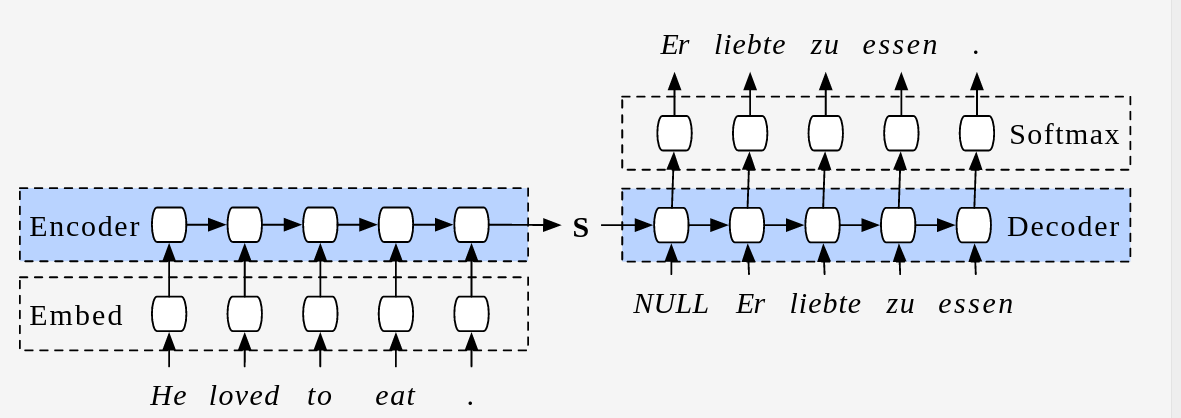 Er liebte zu essen .
Softmax
Encoder
S
Decoder
NULL Er liebte zu essen
Embed
He loved to eat .